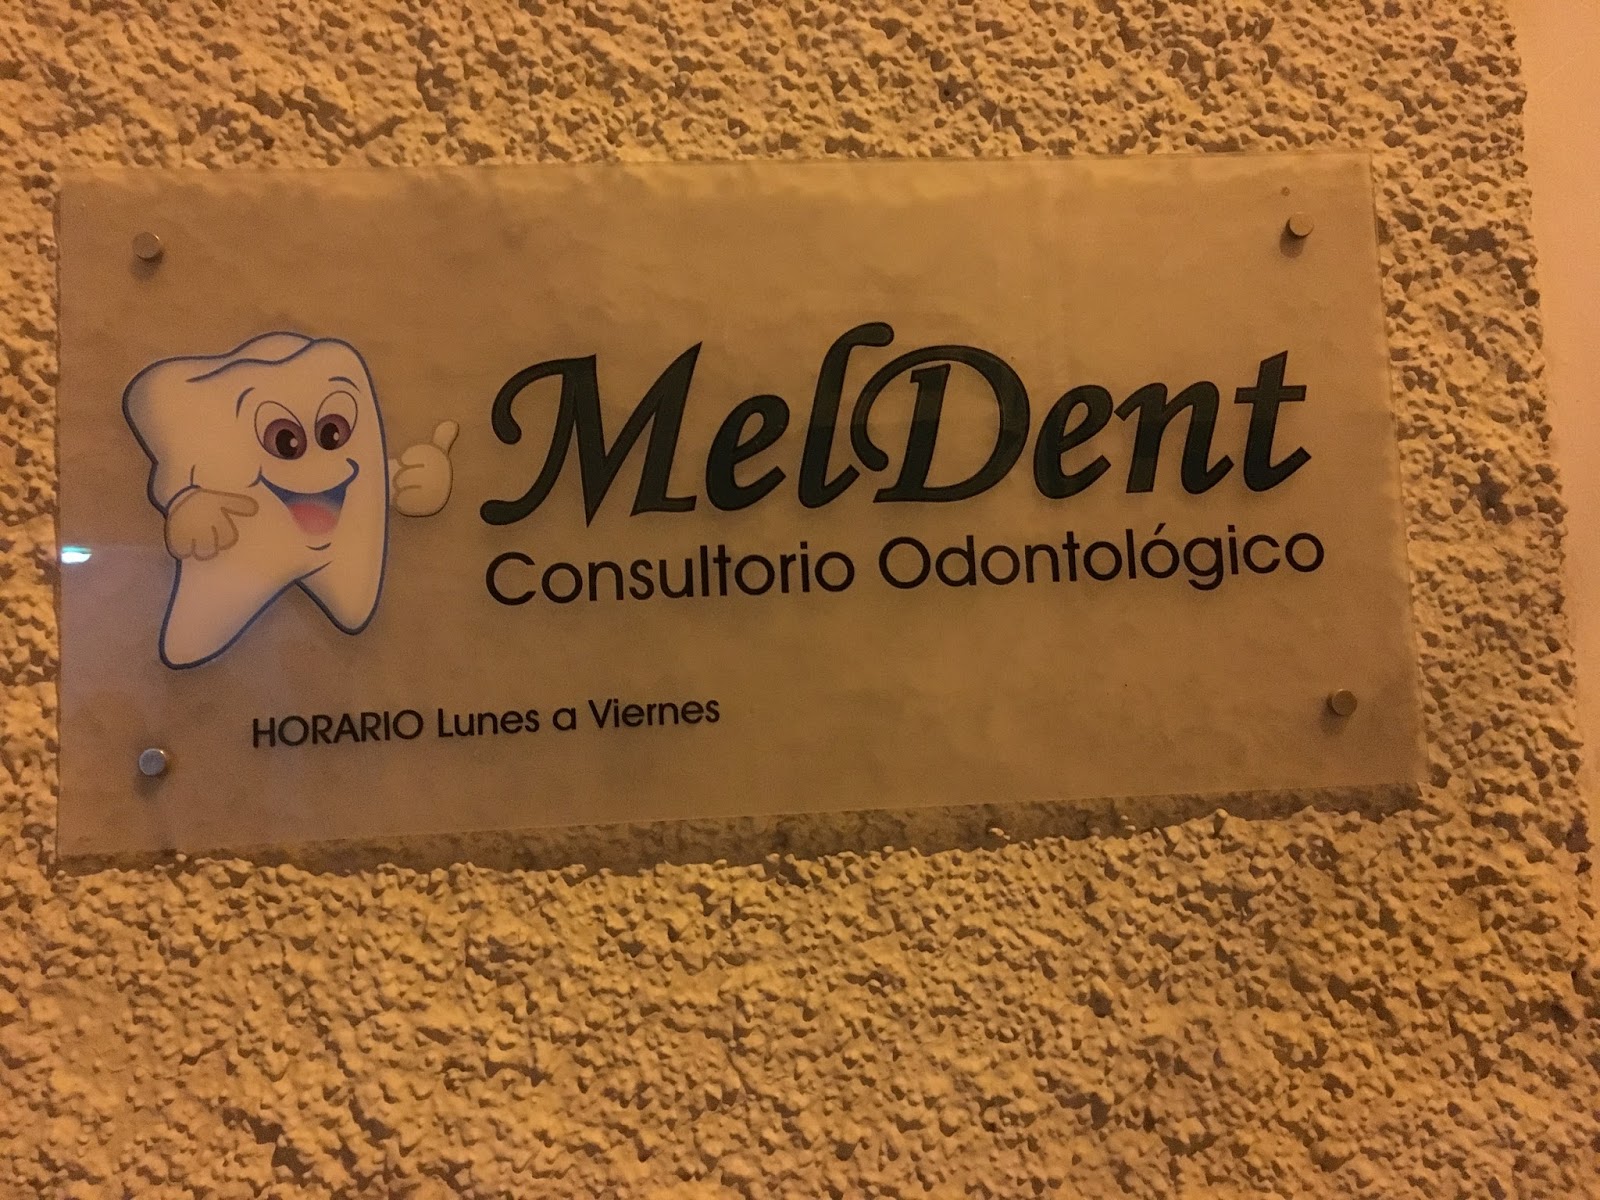 MelDent
Consultorio Odontológico
HORARIO Lunes a Viernes